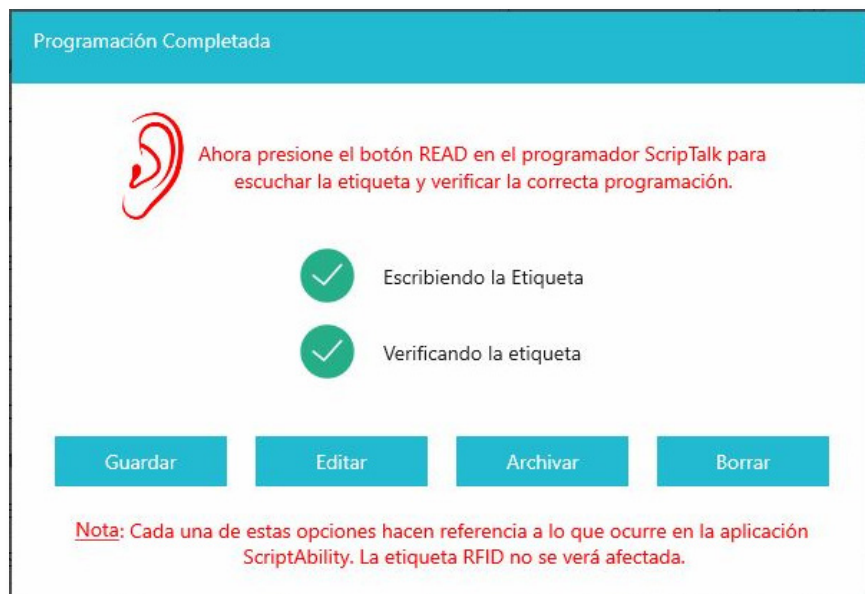 Programación Completada
Ahora presione el botón READ en el programador ScripTalk para
escuchar la etiqueta y verificar la correcta programación.
Escribiendo la Etiqueta
Verificando la etiqueta
Guardar
Editar
Archivar
Borrar
Nota: Cada una de estas opciones hacen referencia a lo que ocurre en la aplicación
ScriptAbility. La etiqueta RFID no se verá afectada.